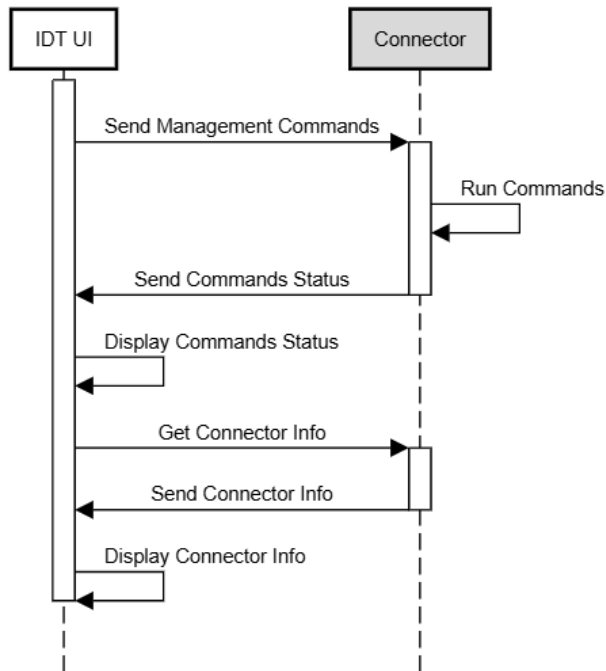 IDT UI
Connector
Send Management Commands
Run Commands
Send Commands Status
Display Commands Status
Get Connector Info
Send Connector Info
Display Connector Info